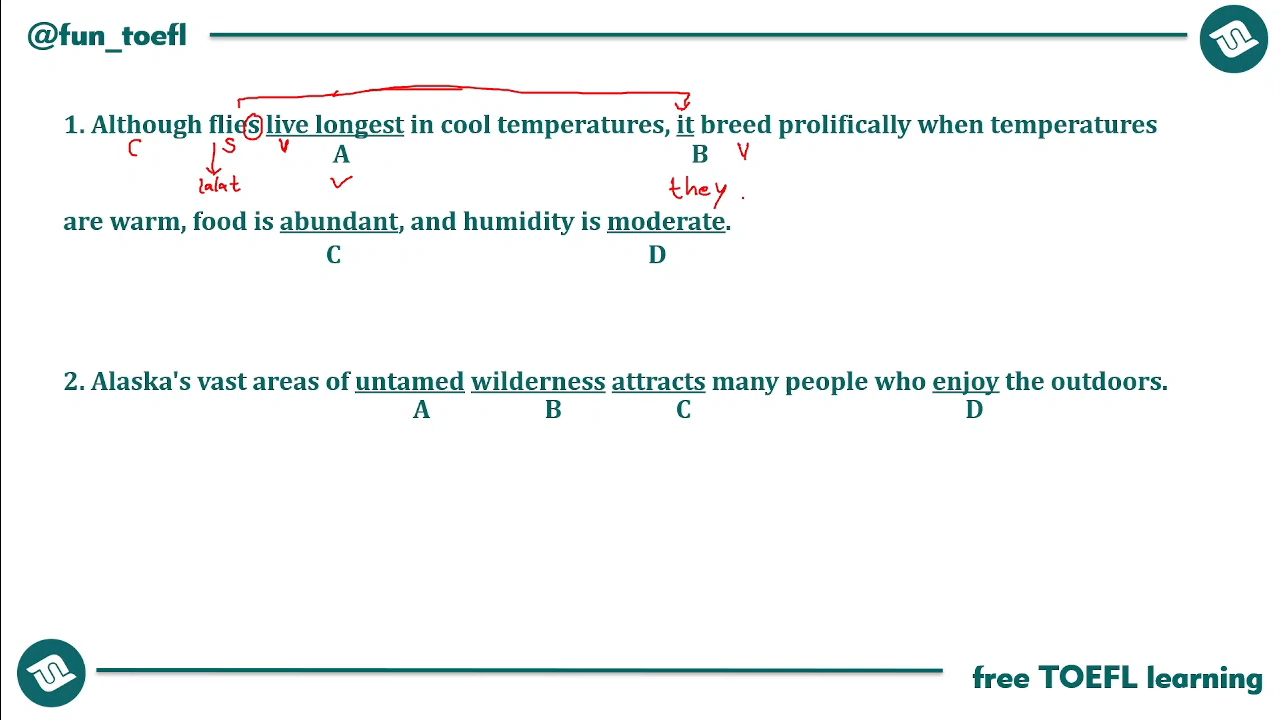 @fun_toefl
1. Although flies live longest in cool temperatures, it breed prolifically when temperatures
C S V A B V
lalat ✓ they .
are warm, food is abundant, and humidity is moderate.
C D
2. Alaska's vast areas of untamed wilderness attracts many people who enjoy the outdoors.
A B C D
free TOEFL learning